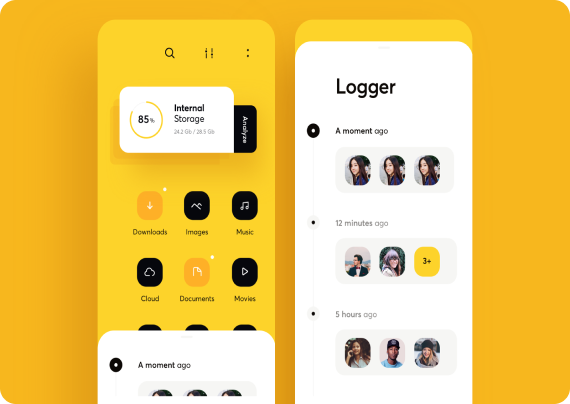 85%
Internal
Storage
24.2 Gb / 28.5 Gb
Analyze
Downloads
Images
Music
Cloud
Documents
Movies
A moment ago
Logger
A moment ago
12 minutes ago
3+
5 hours ago